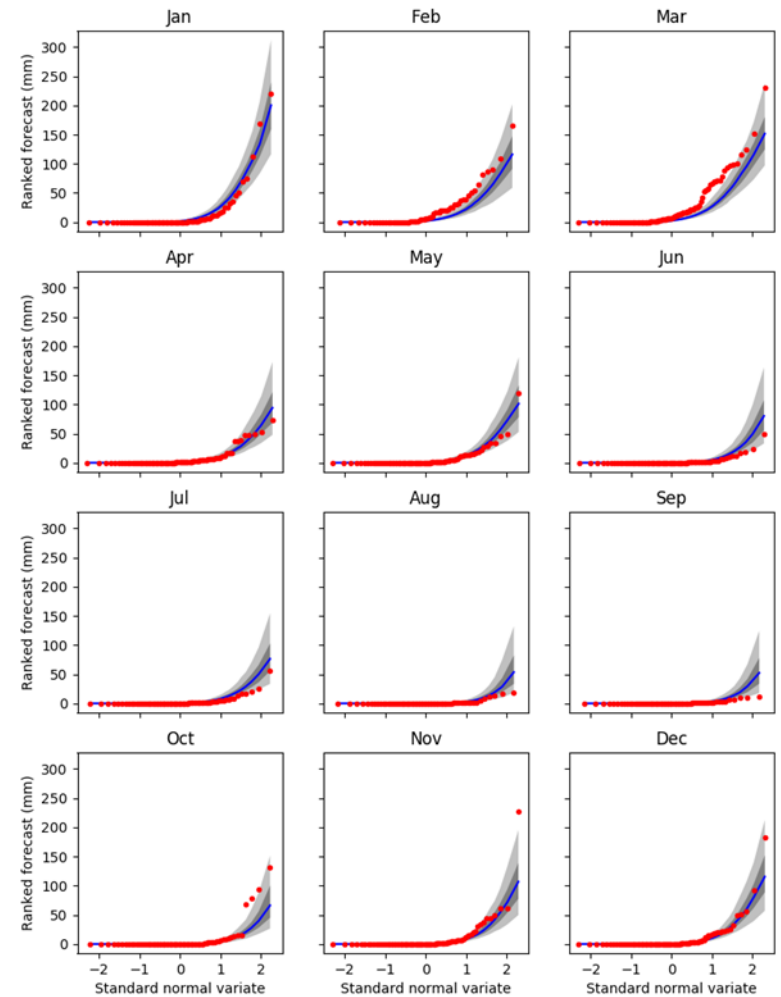 Jan Feb Mar
Ranked forecast (mm)
300
250
200
150
100
50
0
Apr May Jun
Ranked forecast (mm)
300
250
200
150
100
50
0
Jul Aug Sep
Ranked forecast (mm)
300
250
200
150
100
50
0
Oct Nov Dec
Ranked forecast (mm)
300
250
200
150
100
50
0
−2 −1 0 1 2 −2 −1 0 1 2 −2 −1 0 1 2
Standard normal variate Standard normal variate Standard normal variate